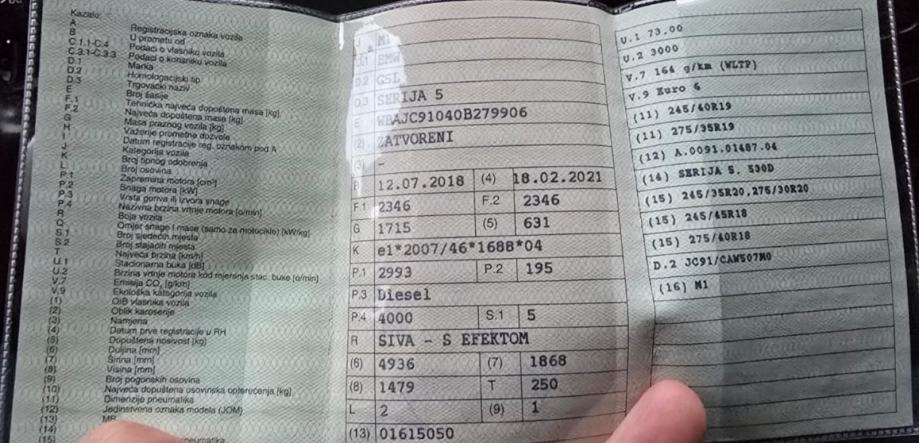 Kazalo:
A Registracijska oznaka vozila
B U prometu od
C.1.1-C.4 Podaci o vlasniku vozila
C.3.1-C.3.3 Podaci o korisniku vozila
D.1 Marka
D.2 Homologacijski tip
D.3 Trgovački naziv
E Broj šasije
F.1 Tehnička najveća dopuštena masa [kg]
F.2 Najveća dopuštena masa [kg]
G Masa praznog vozila [kg]
H Važenje prometne dozvole
I Datum registracije reg. oznakom pod A
J Kategorija vozila
K Broj tipnog odobrenja
L Broj osovina
P.1 Zapremina motora [cm³]
P.2 Snaga motora [kW]
P.3 Vrsta goriva ili izvora snage
P.4 Nazivna brzina vrtnje motora [o/min]
R Boja vozila
Q Omjer snage i mase (samo za motocikle) [kW/kg]
S.1 Broj sjedećih mjesta
S.2 Broj stajaćih mjesta
T Najveća brzina [km/h]
U.1 Stacionarna buka [dB]
U.2 Brzina vrtnje motora kod mjerenja stac. buke [o/min]
V.7 Emisija CO₂ [g/km]
V.9 Ekološka kategorija vozila
(1) OIB vlasnika vozila
(2) Oblik karoserije
(3) Namjena
(4) Datum prve registracije u RH
(5) Dopuštena nosivost [kg]
(6) Duljina [mm]
(7) Širina [mm]
(8) Visina [mm]
(9) Broj pogonskih osovina
(10) Najveća dopuštena osovinska opterećenja [kg]
(11) Dimenzije pneumatika
(12) Jedinstvena oznaka modela (JOM)
(13) MB
(14)
(15) pneumatika
J M1
D.1 BMW
D.2 G5L
D.3 SERIJA 5
E WBAJC91040B279906
(2) ZATVORENI
(3) -
B 12.07.2018 (4) 18.02.2021
F.1 2346 F.2 2346
G 1715 (5) 631
K e1*2007/46*1688*04
P.1 2993 P.2 195
P.3 Diesel
P.4 4000 S.1 5
R SIVA - S EFEKTOM
(6) 4936 (7) 1868
(8) 1479 T 250
L 2 (9) 1
(13) 01615050
U.1 73.00
U.2 3000
V.7 164 g/km (WLTP)
V.9 Euro 6
(11) 245/40R19
(11) 275/35R19
(12) A.0091.01487.04
(14) SERIJA 5. 530D
(15) 245/35R20,275/30R20
(15) 245/45R18
(15) 275/40R18
D.2 JC91/CAW507M0
(16) M1